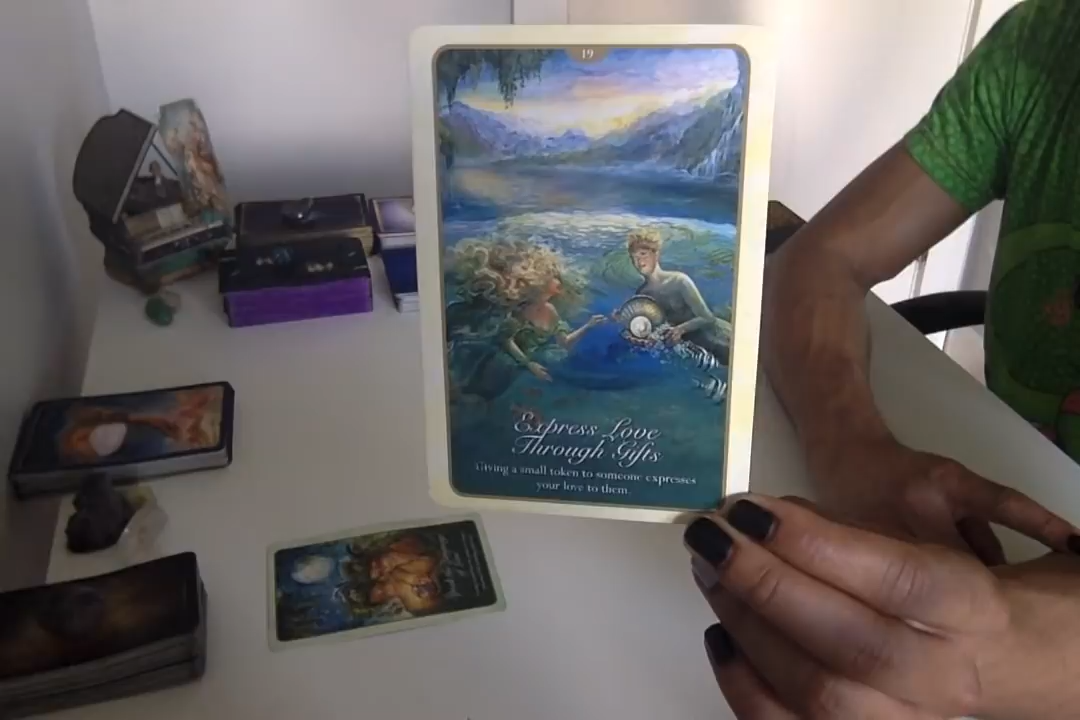 19
Express Love
Through Gifts
Giving a small token to someone expresses
your love to them.